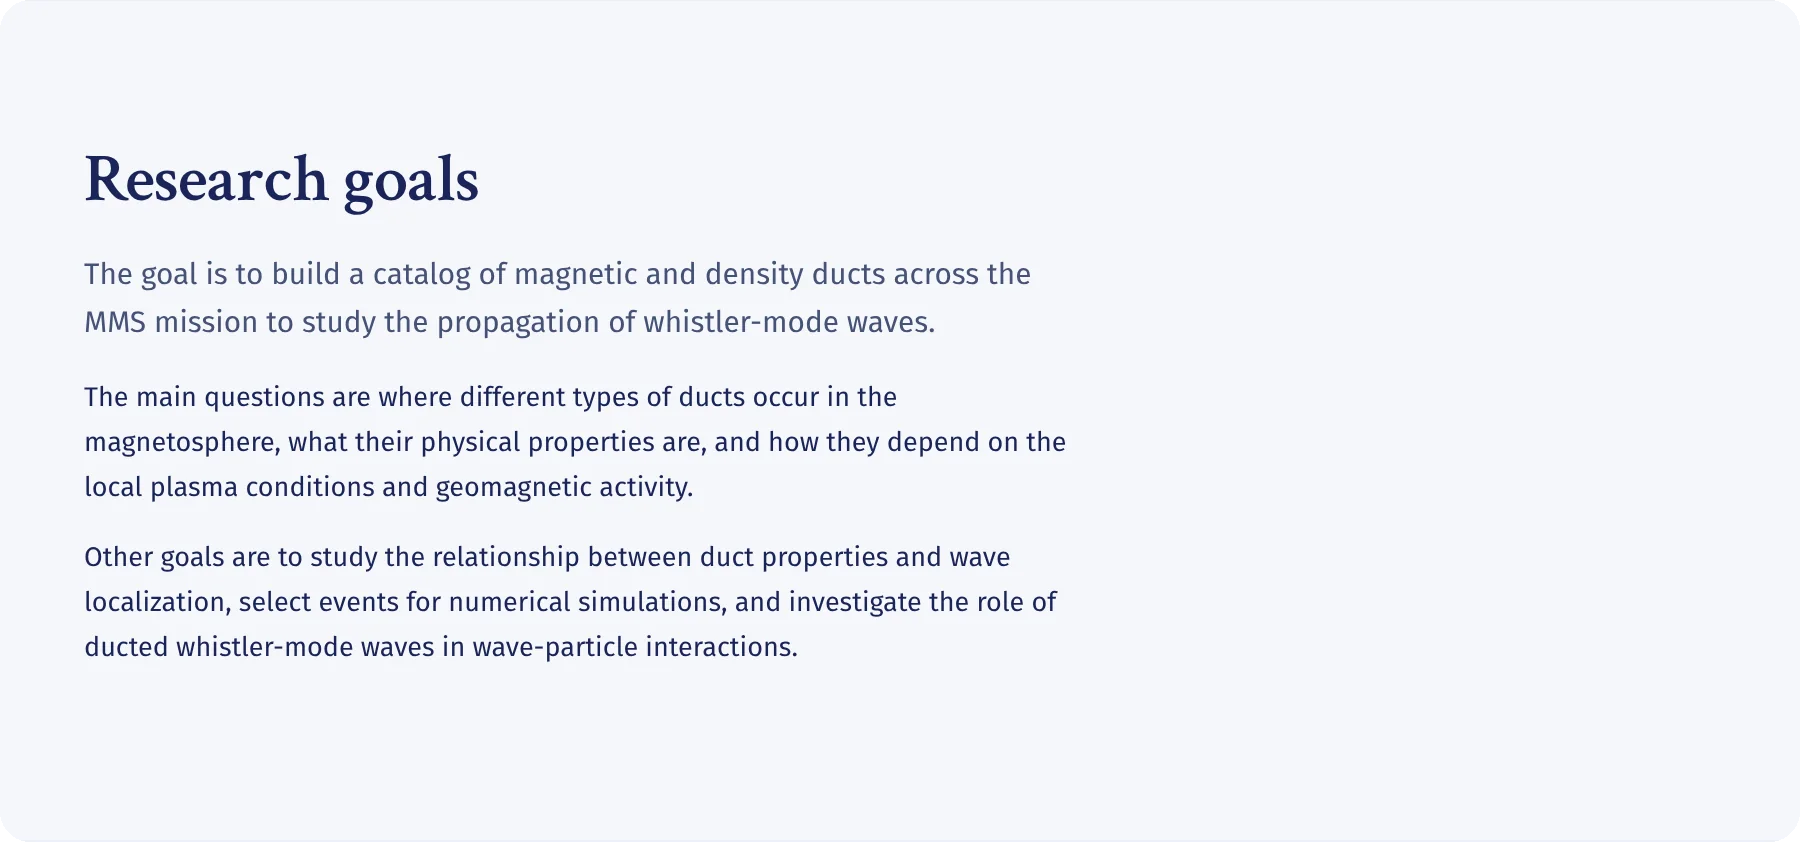 Research goals
The goal is to build a catalog of magnetic and density ducts across the
MMS mission to study the propagation of whistler-mode waves.
The main questions are where different types of ducts occur in the
magnetosphere, what their physical properties are, and how they depend on the
local plasma conditions and geomagnetic activity.
Other goals are to study the relationship between duct properties and wave
localization, select events for numerical simulations, and investigate the role of
ducted whistler-mode waves in wave-particle interactions.